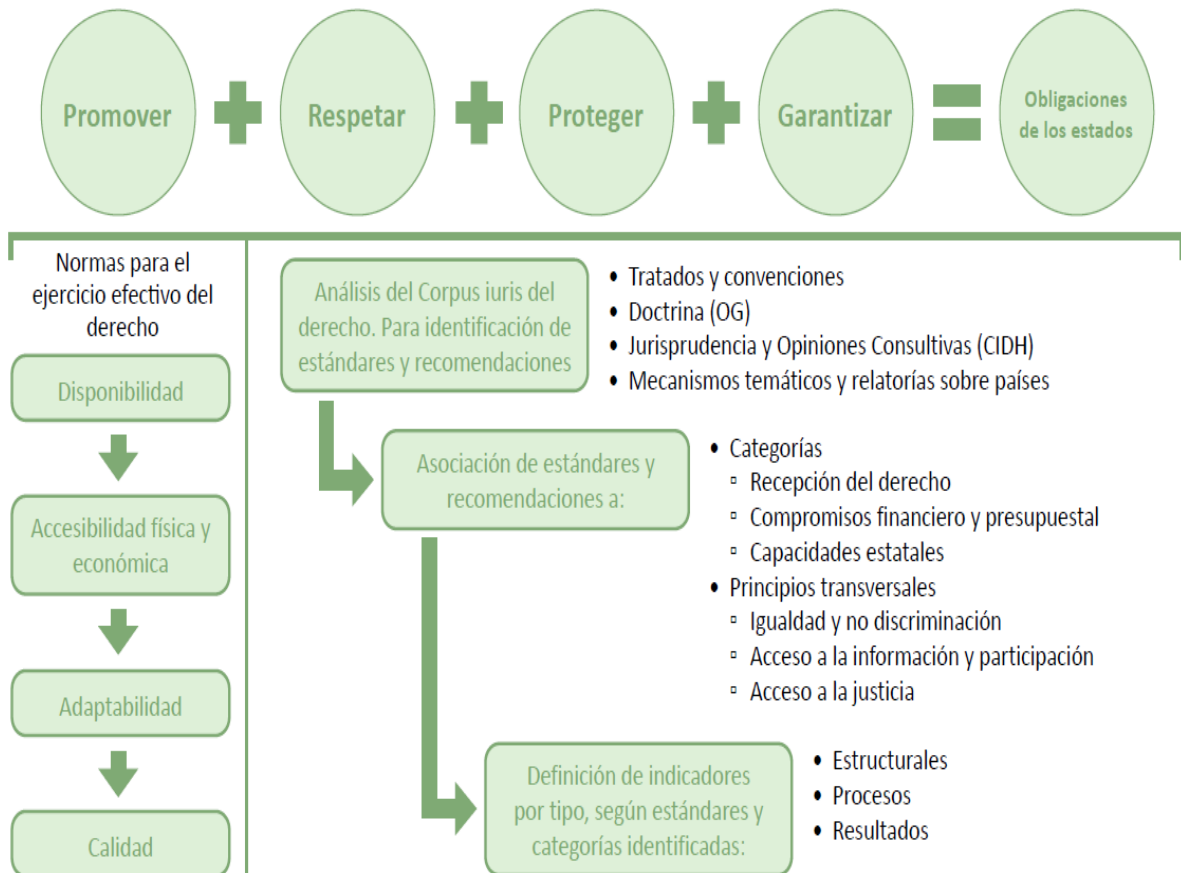 Promover
Respetar
Proteger
Garantizar
Obligaciones
de los estados
Normas para el
ejercicio efectivo del
derecho
Disponibilidad
Accesibilidad física y
económica
Adaptabilidad
Calidad
Análisis del Corpus iuris del
derecho. Para identificación de
estándares y recomendaciones
• Tratados y convenciones
• Doctrina (OG)
• Jurisprudencia y Opiniones Consultivas (CIDH)
• Mecanismos temáticos y relatorías sobre países
Asociación de estándares y
recomendaciones a:
• Categorías
▫ Recepción del derecho
▫ Compromisos financiero y presupuestal
▫ Capacidades estatales
• Principios transversales
▫ Igualdad y no discriminación
▫ Acceso a la información y participación
▫ Acceso a la justicia
Definición de indicadores
por tipo, según estándares y
categorías identificadas:
• Estructurales
• Procesos
• Resultados